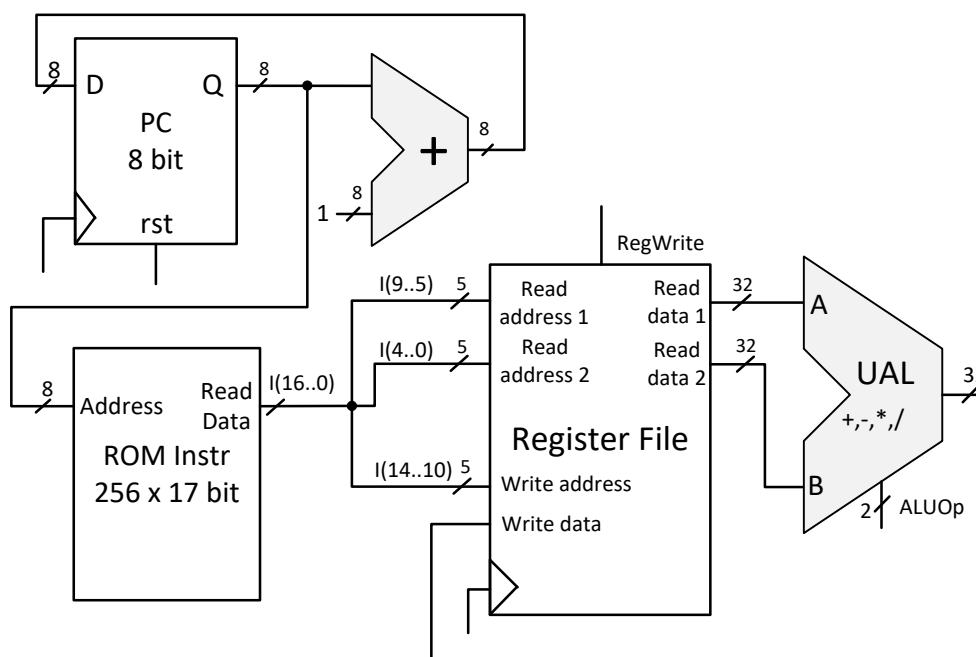 8
D
Q
8
PC
8 bit
rst
+
8
8
1
RegWrite
I(9..5)
5
Read
address 1
Read
data 1
32
A
I(4..0)
5
Read
address 2
Read
data 2
32
UAL
+,-,*,/
3
8
Address
Read
Data
I(16..0)
ROM Instr
256 x 17 bit
Register File
I(14..10)
5
Write address
Write data
B
2
ALUOp